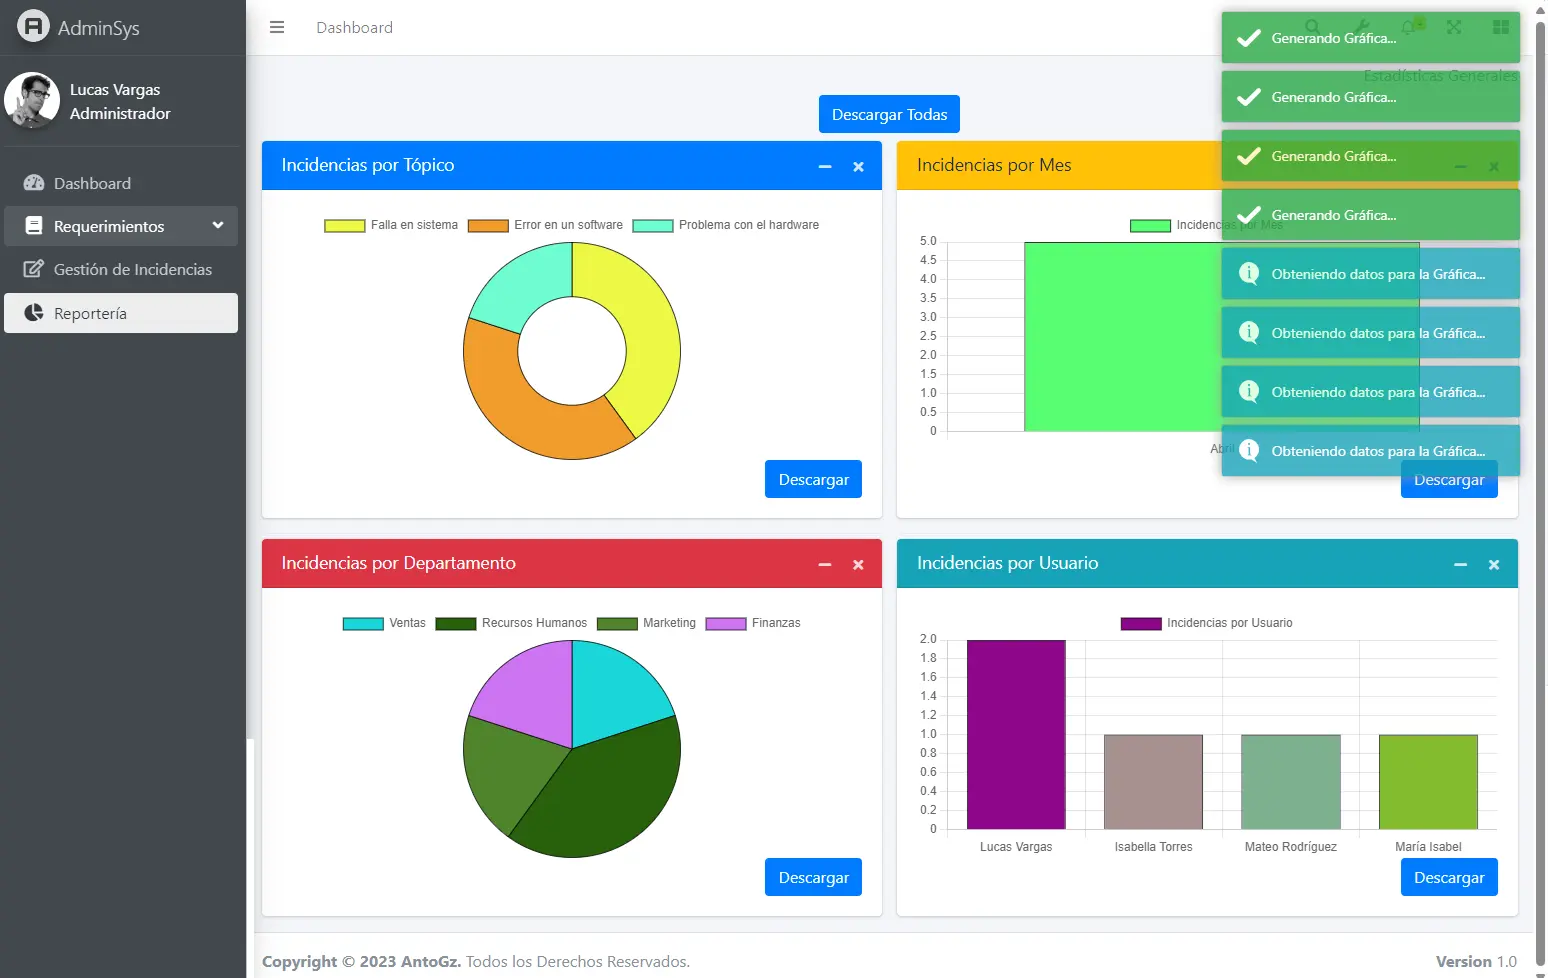 AdminSys
Dashboard
Lucas Vargas
Administrador
Dashboard
Requerimientos
Gestión de Incidencias
Reportería
Estadísticas Generales
Descargar Todas
Generando Gráfica...
Generando Gráfica...
Generando Gráfica...
Generando Gráfica...
Obteniendo datos para la Gráfica...
Obteniendo datos para la Gráfica...
Obteniendo datos para la Gráfica...
Obteniendo datos para la Gráfica...
Incidencias por Tópico
Falla en sistema Error en un software Problema con el hardware
Descargar
Incidencias por Mes
Incidencias por Mes
5.0
4.5
4.0
3.5
3.0
2.5
2.0
1.5
1.0
0.5
0
Abril
Descargar
Incidencias por Departamento
Ventas Recursos Humanos Marketing Finanzas
Descargar
Incidencias por Usuario
Incidencias por Usuario
2.0
1.8
1.6
1.4
1.2
1.0
0.8
0.6
0.4
0.2
0
Lucas Vargas Isabella Torres Mateo Rodríguez María Isabel
Descargar
Copyright © 2023 AntoGz. Todos los Derechos Reservados.
Version 1.0